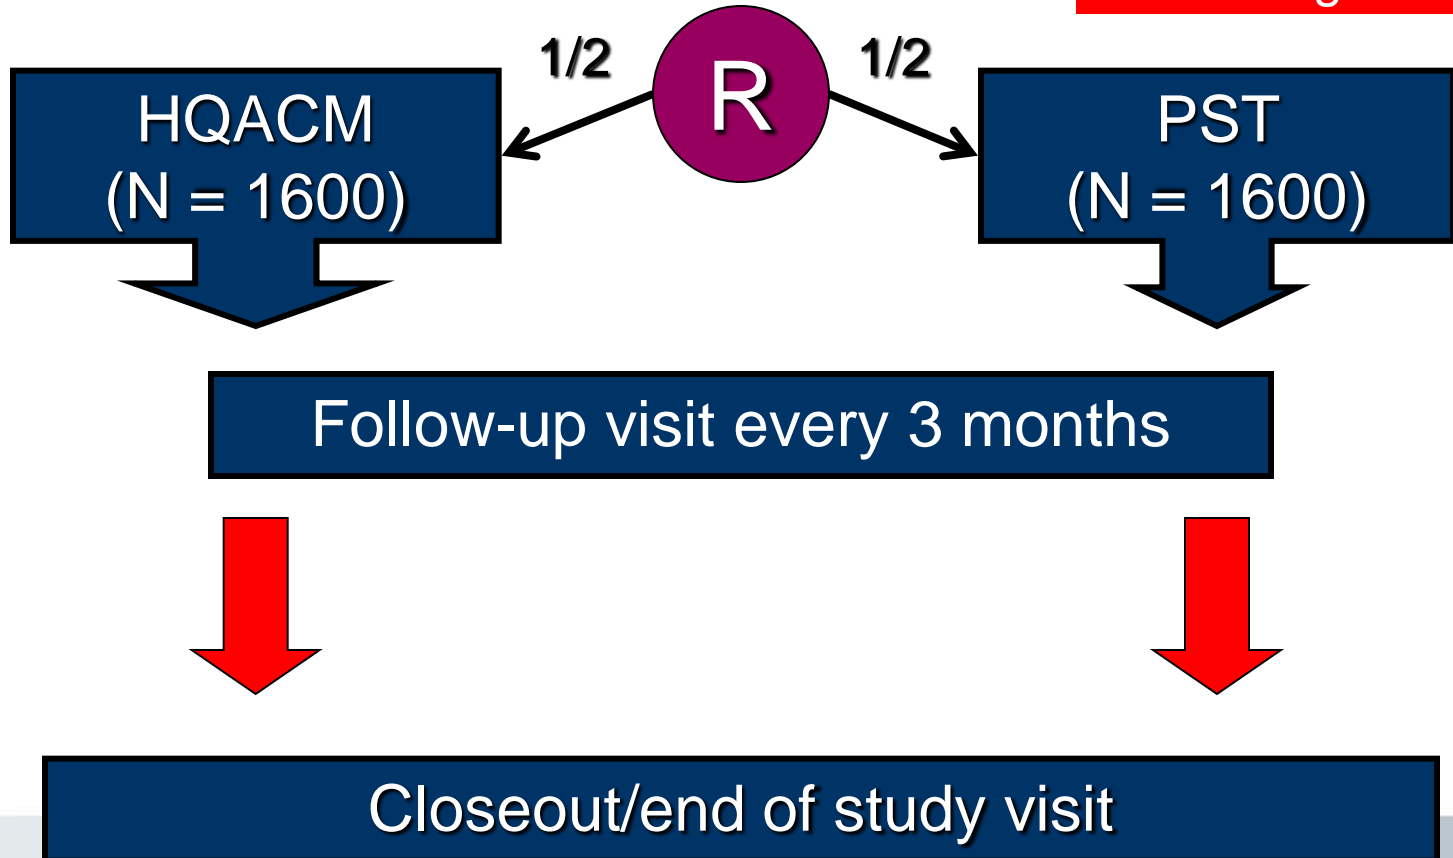 1/2
R
1/2
HQACM
(N = 1600)
PST
(N = 1600)
Follow-up visit every 3 months
Closeout/end of study visit